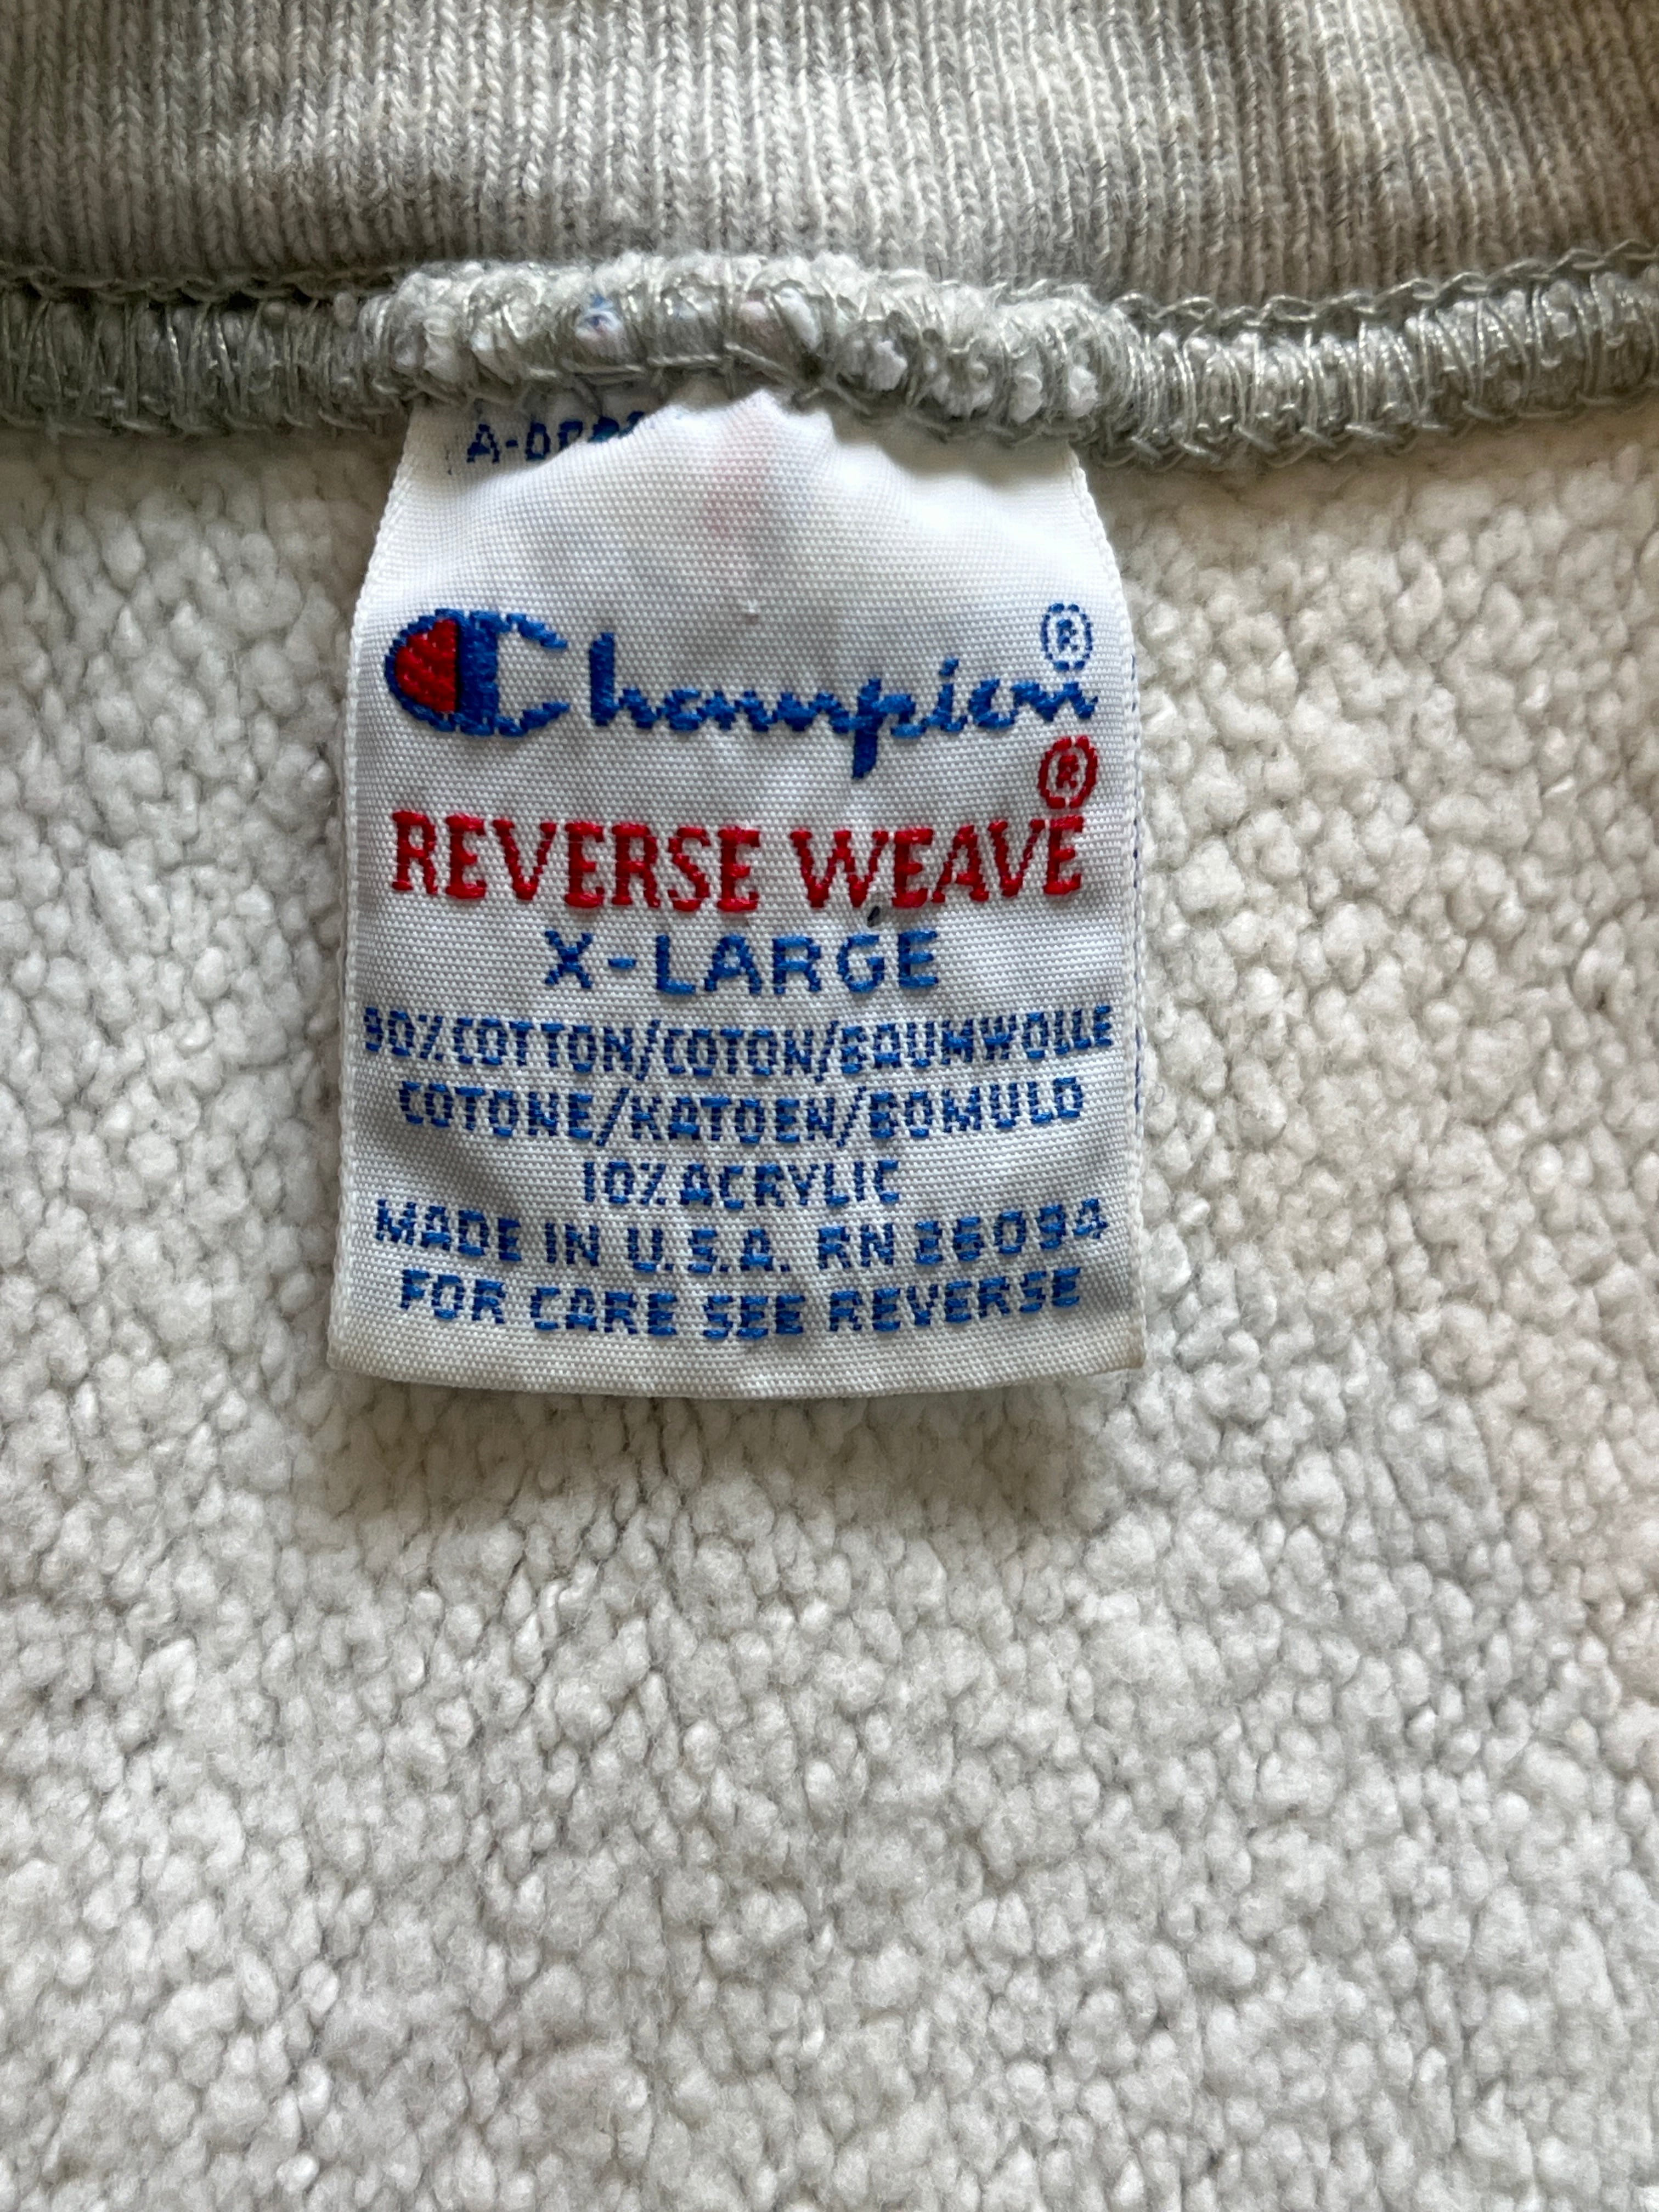 Champion®
REVERSE WEAVE®
X-LARGE
90% COTTON/COTON/BAUMWOLLE
COTONE/KATOEN/BOMULD
10% ACRYLIC
MADE IN U.S.A. RN 26094
FOR CARE SEE REVERSE